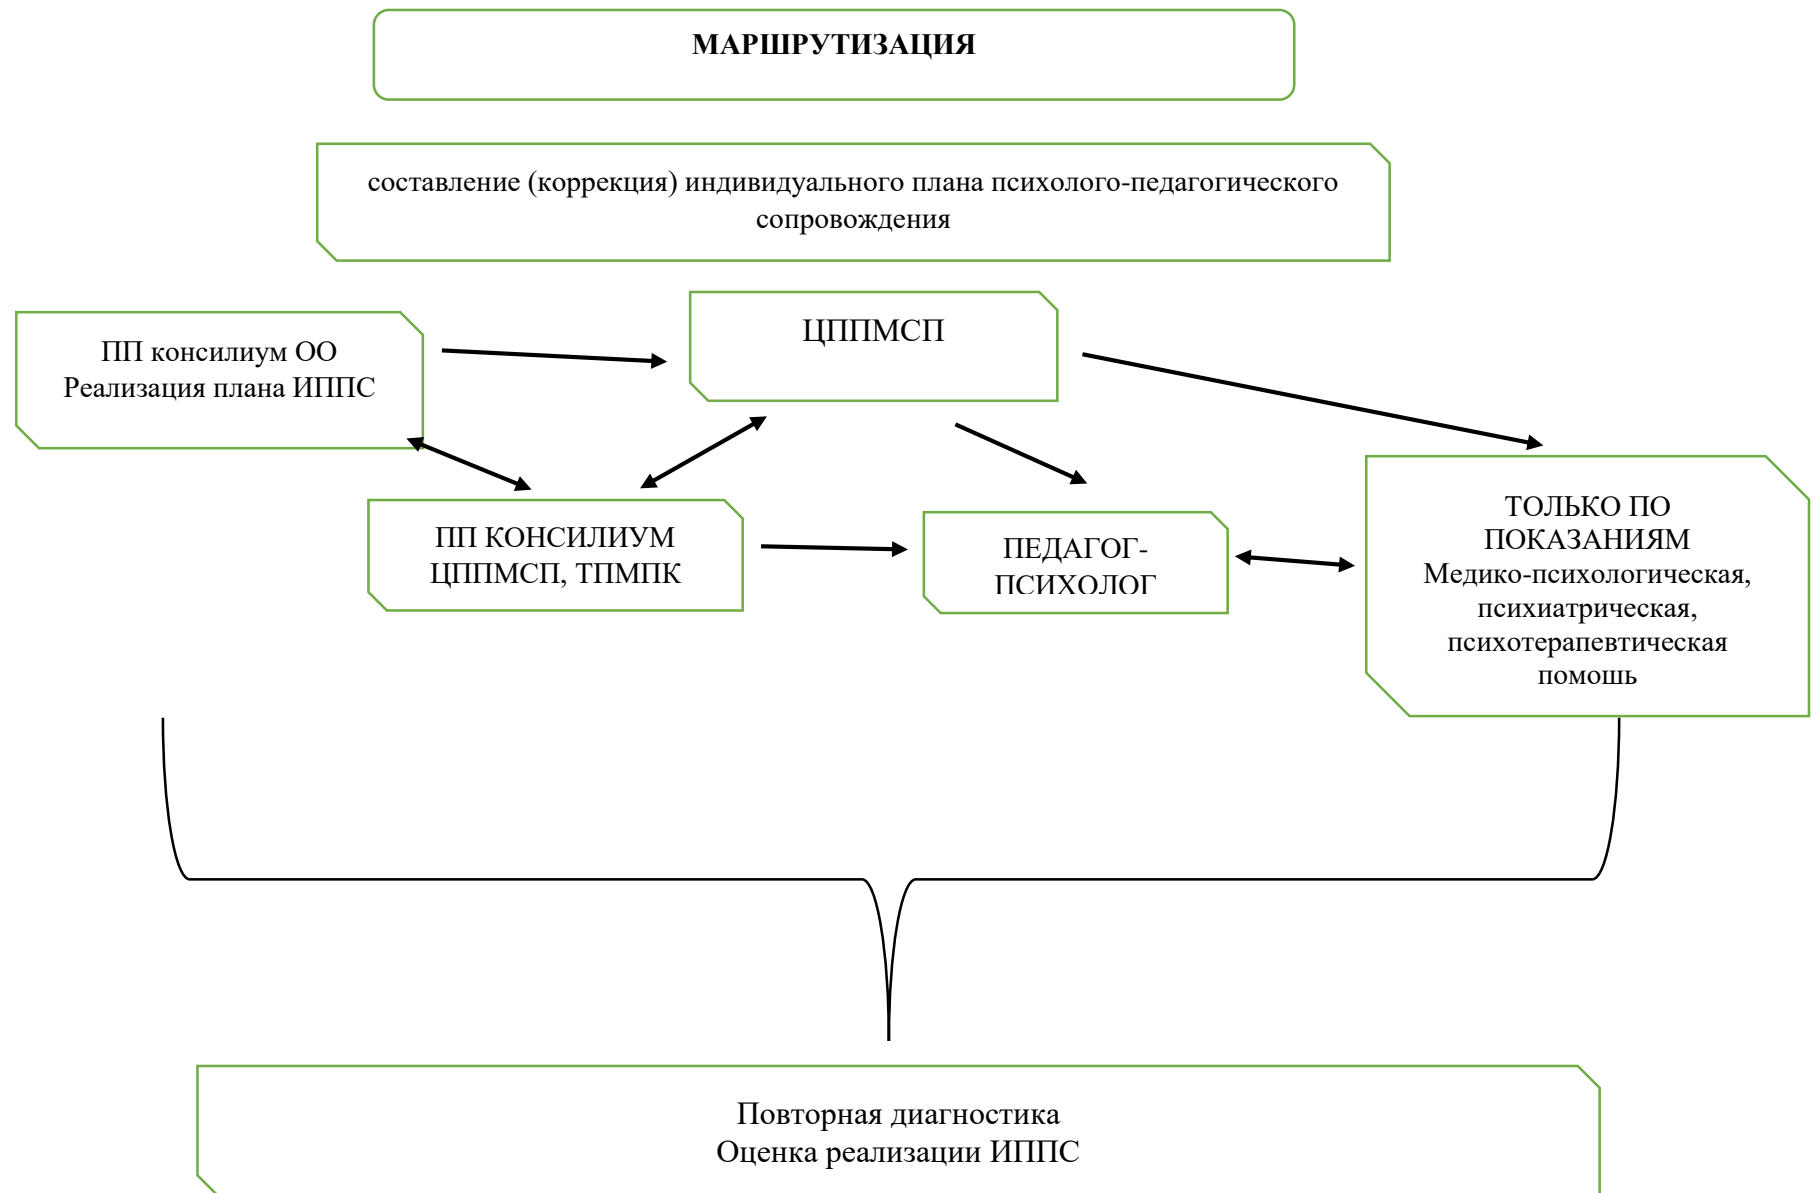 МАРШРУТИЗАЦИЯ
составление (коррекция) индивидуального плана психолого-педагогического
сопровождения
ПП консилиум ОО
Реализация плана ИППС
ЦППМСП
ПП КОНСИЛИУМ
ЦППМСП, ТПМПК
ПЕДАГОГ-
ПСИХОЛОГ
ТОЛЬКО ПО
ПОКАЗАНИЯМ
Медико-психологическая,
психиатрическая,
психотерапевтическая
помошь
Повторная диагностика
Оценка реализации ИППС